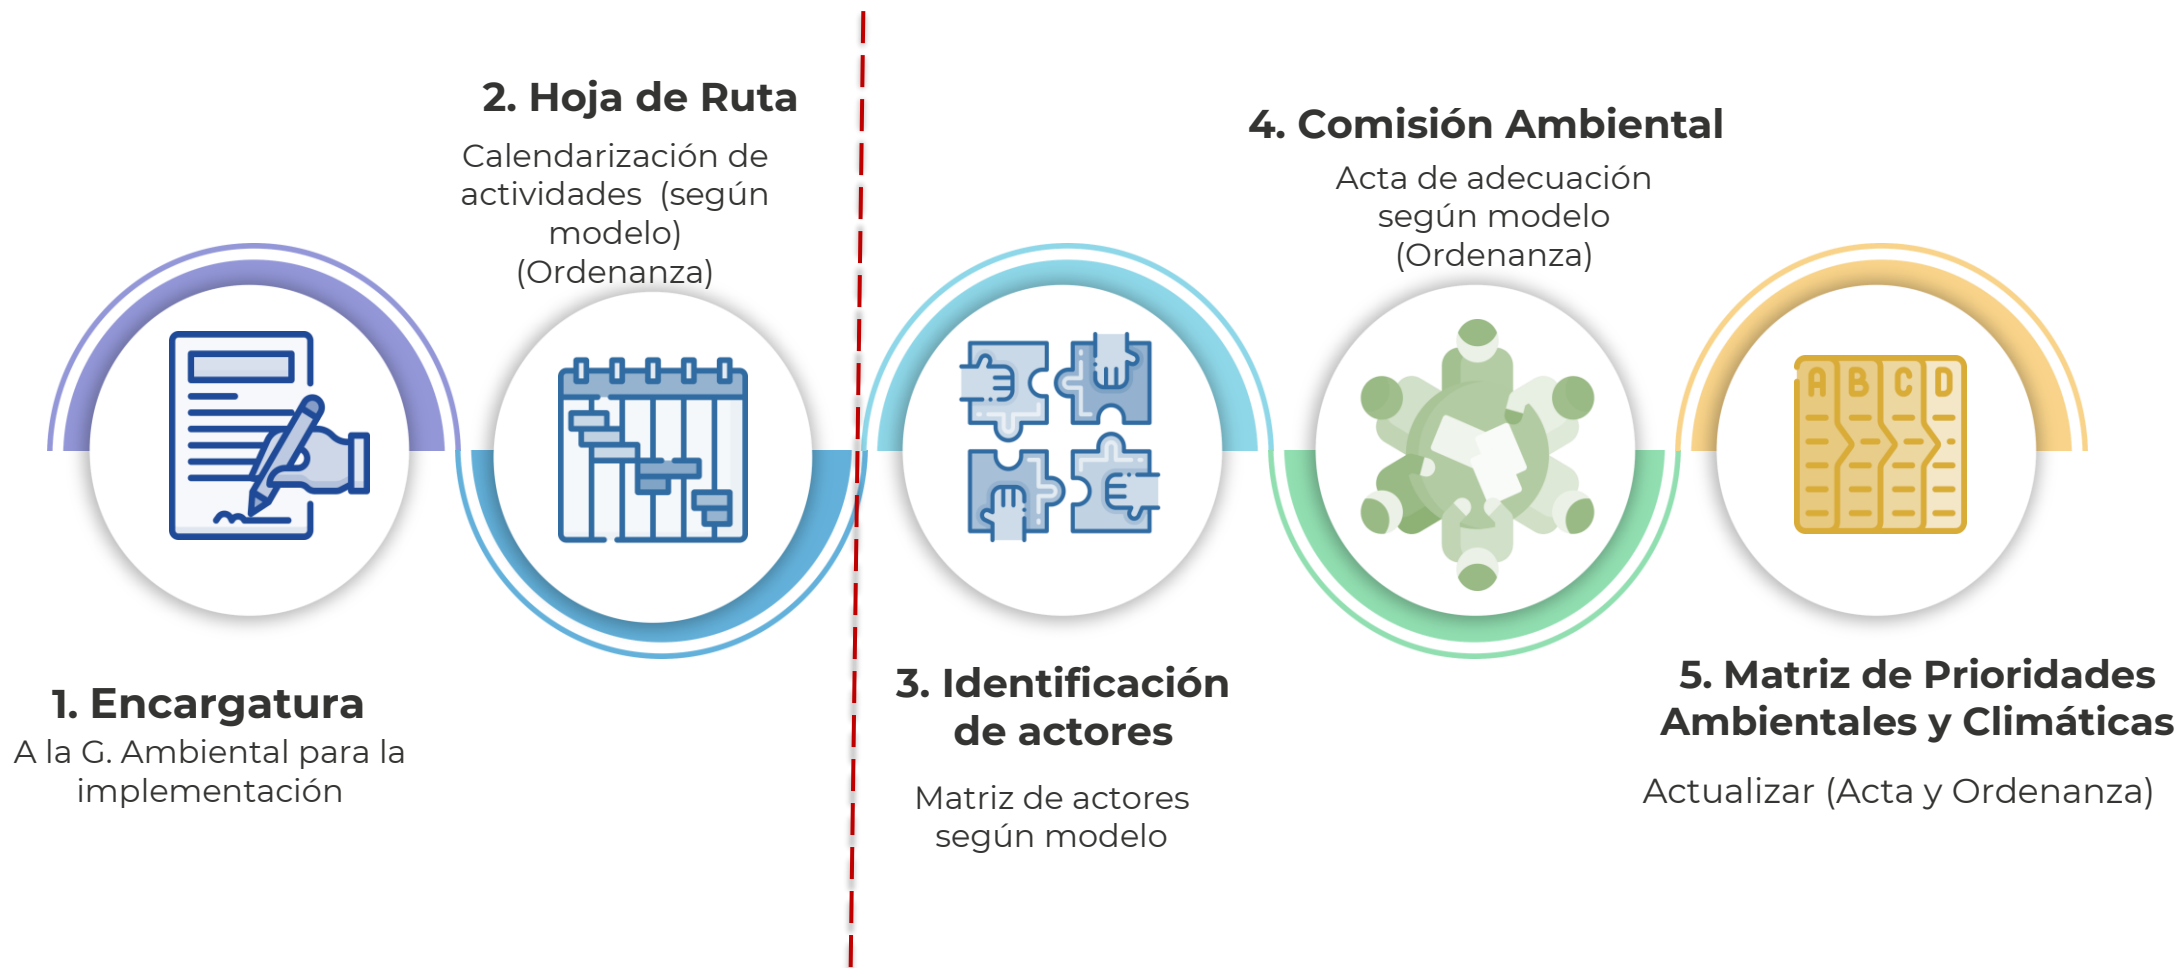 1. Encargatura
A la G. Ambiental para la
implementación
2. Hoja de Ruta
Calendarización de
actividades  (según
modelo)
(Ordenanza)
3. Identificación
de actores
Matriz de actores
según modelo
4. Comisión Ambiental
Acta de adecuación
según modelo
(Ordenanza)
5. Matriz de Prioridades
Ambientales y Climáticas
Actualizar (Acta y Ordenanza)
A B C D